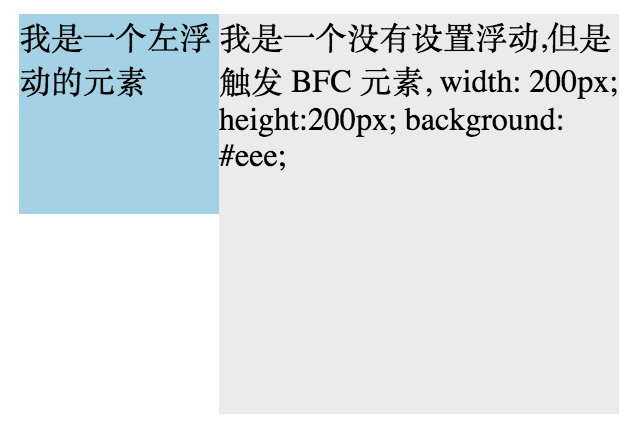 我是一个左浮
动的元素
我是一个没有设置浮动,但是
触发 BFC 元素, width: 200px;
height:200px; background:
#eee;